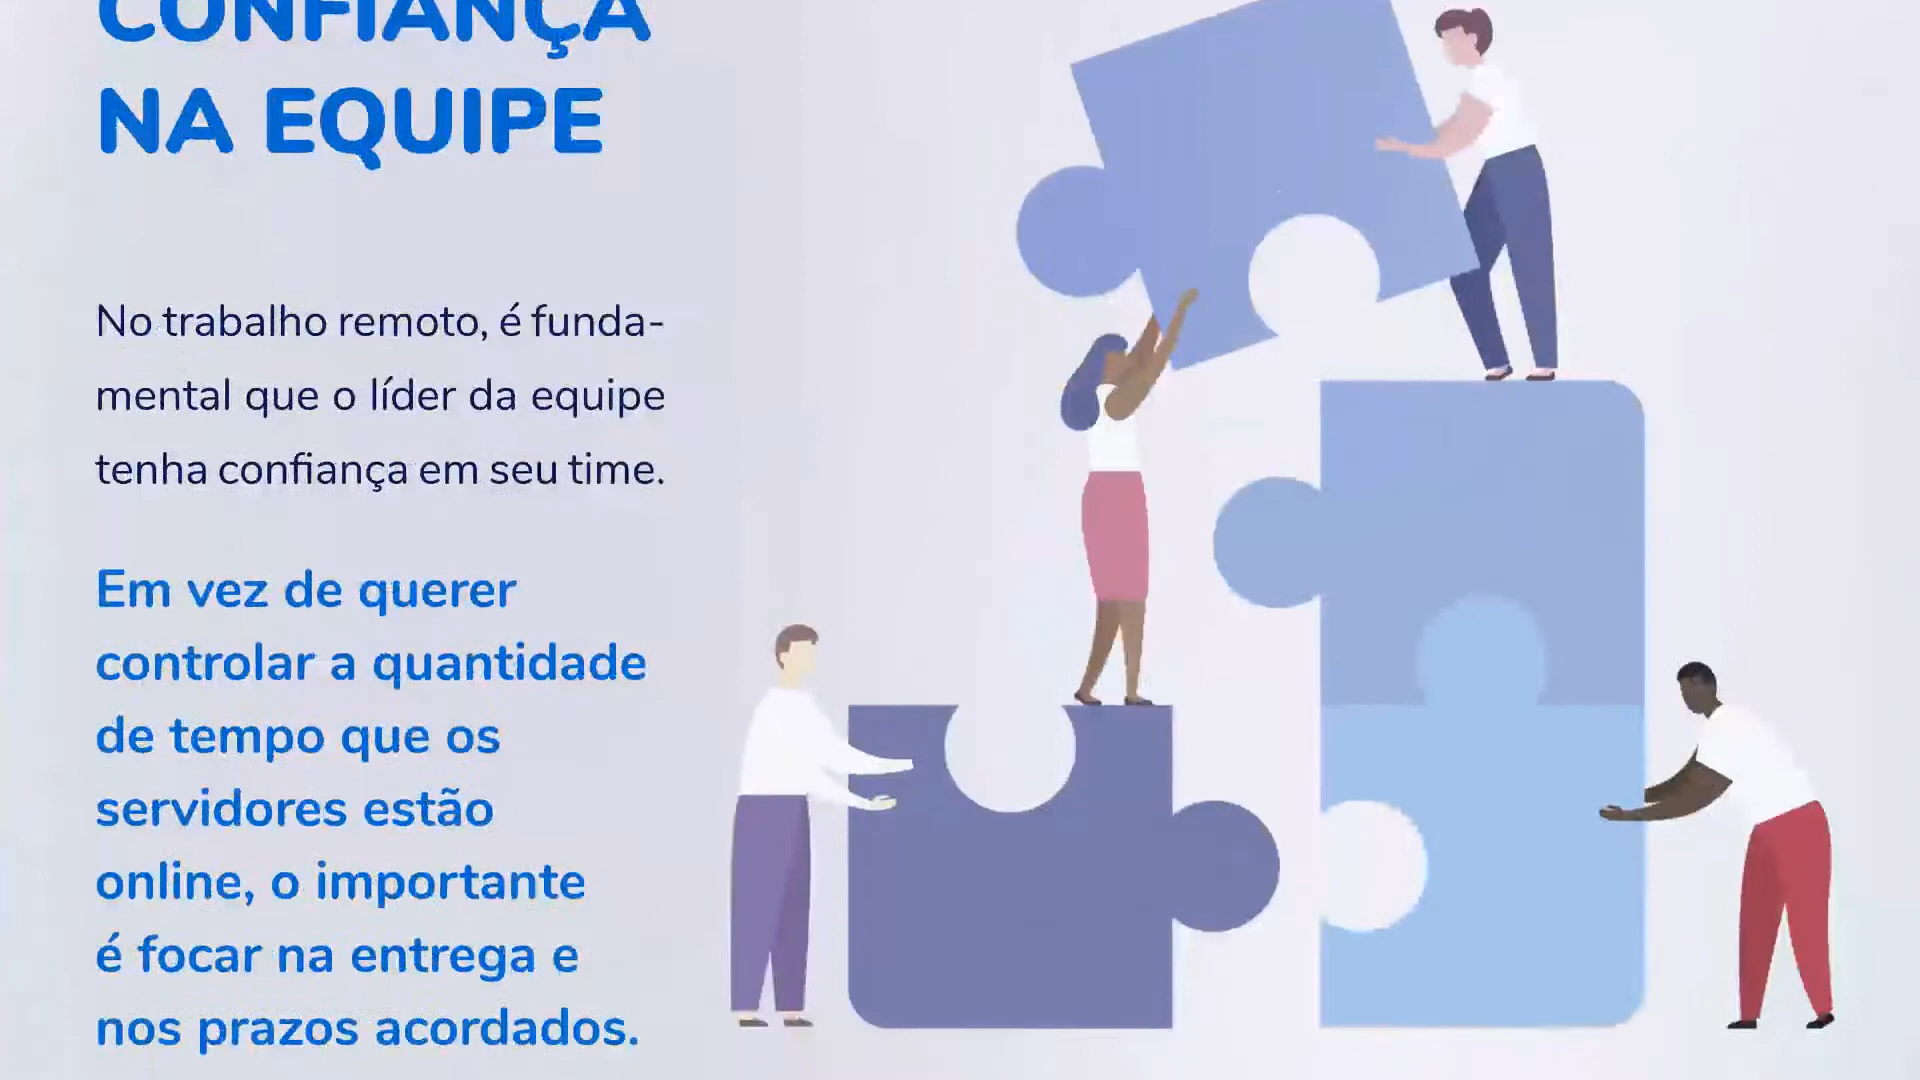 CONFIANÇA
NA EQUIPE
No trabalho remoto, é funda-
mental que o líder da equipe
tenha confiança em seu time.
Em vez de querer
controlar a quantidade
de tempo que os
servidores estão
online, o importante
é focar na entrega e
nos prazos acordados.